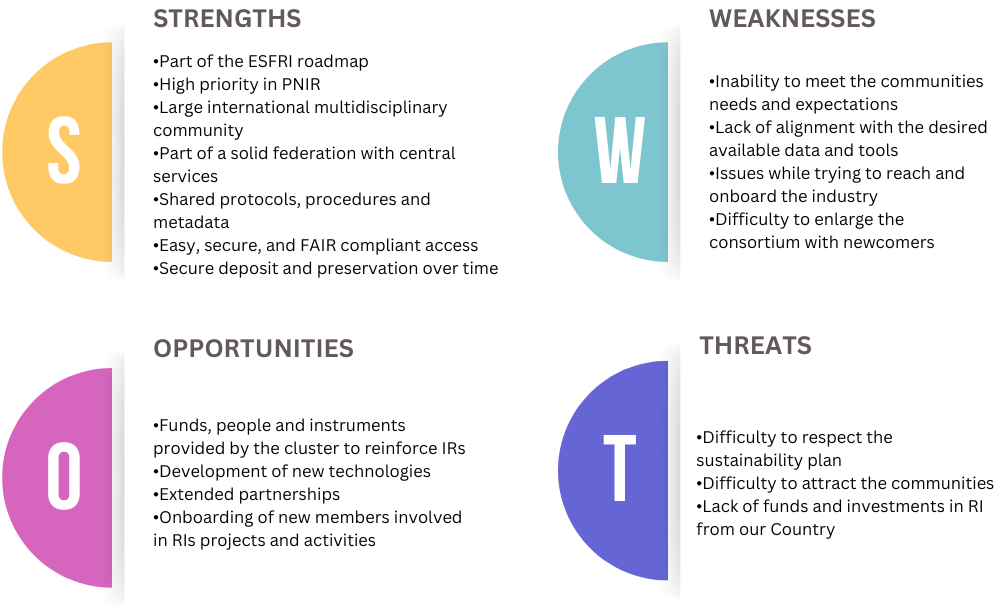 STRENGTHS
S
•Part of the ESFRI roadmap
•High priority in PNIR
•Large international multidisciplinary
community
•Part of a solid federation with central
services
•Shared protocols, procedures and
metadata
•Easy, secure, and FAIR compliant access
•Secure deposit and preservation over time
WEAKNESSES
W
•Inability to meet the communities
needs and expectations
•Lack of alignment with the desired
available data and tools
•Issues while trying to reach and
onboard the industry
•Difficulty to enlarge the
consortium with newcomers
OPPORTUNITIES
O
•Funds, people and instruments
provided by the cluster to reinforce IRs
•Development of new technologies
•Extended partnerships
•Onboarding of new members involved
in RIs projects and activities
THREATS
T
•Difficulty to respect the
sustainability plan
•Difficulty to attract the communities
•Lack of funds and investments in RI
from our Country